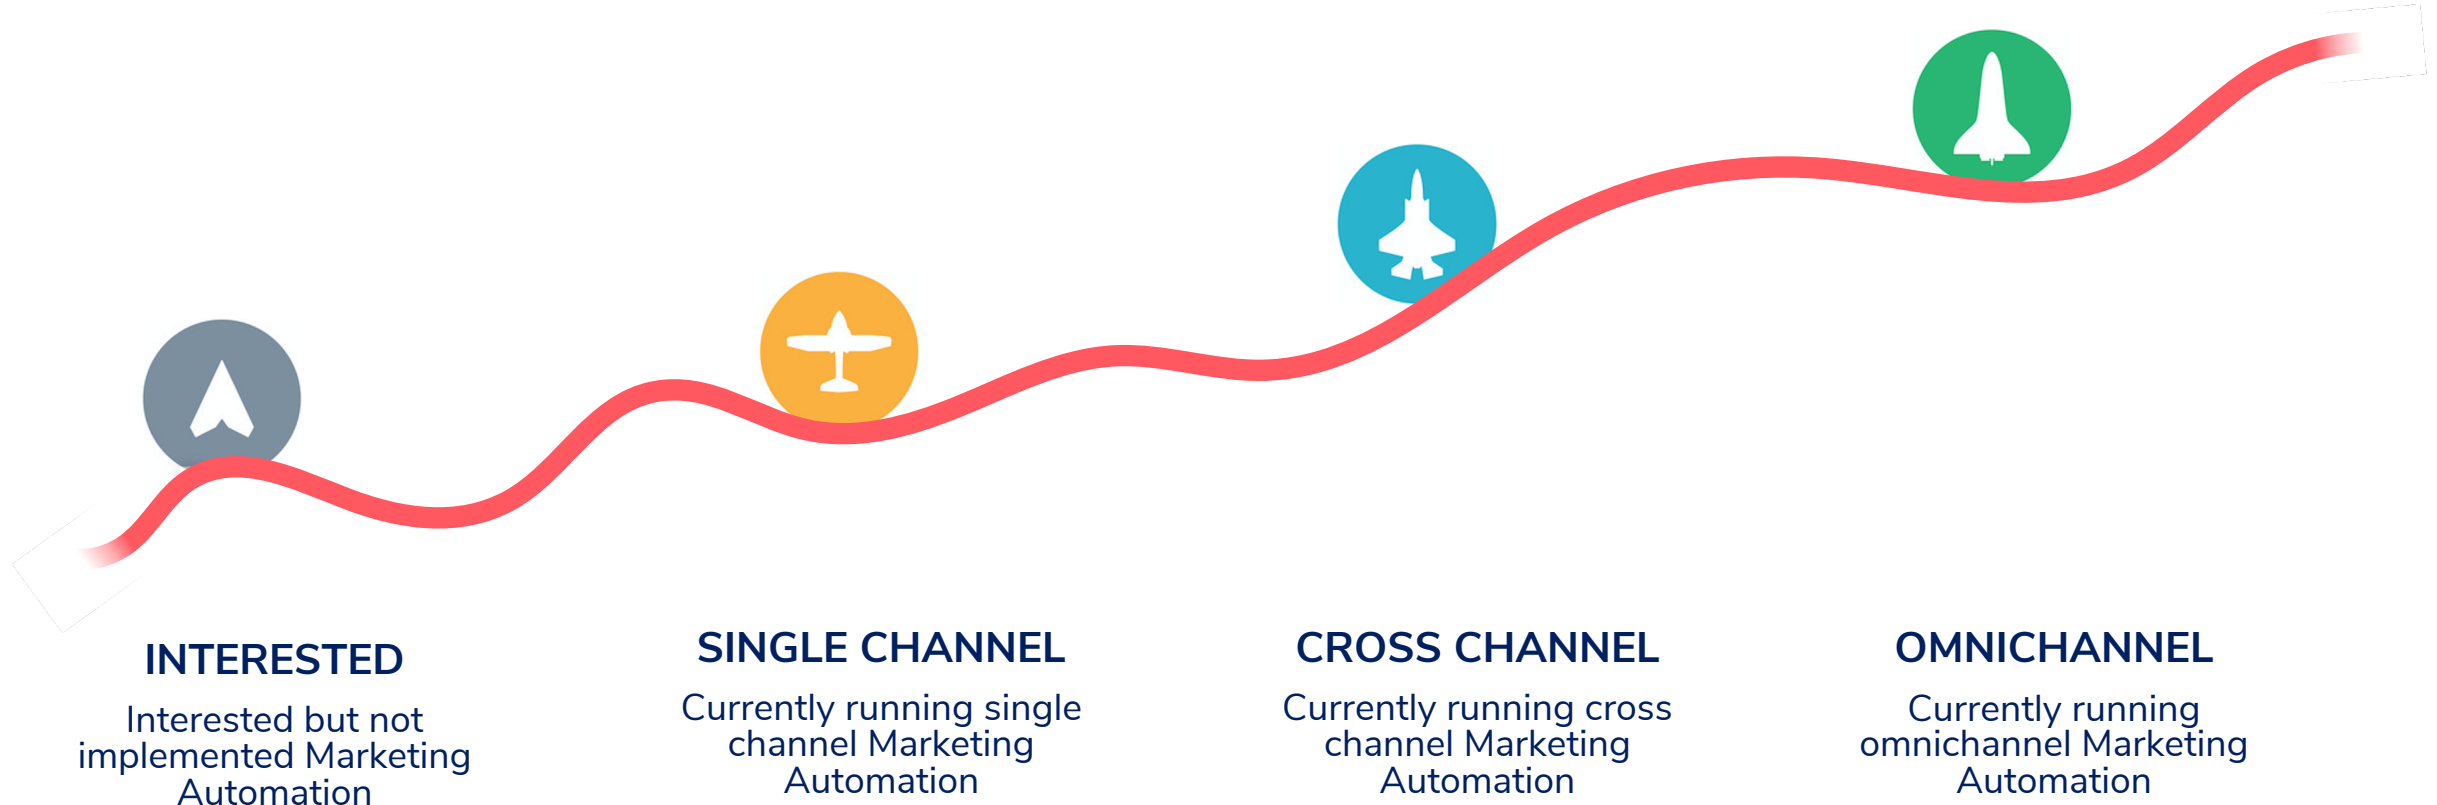 INTERESTED
Interested but not
implemented Marketing
Automation
SINGLE CHANNEL
Currently running single
channel Marketing
Automation
CROSS CHANNEL
Currently running cross
channel Marketing
Automation
OMNICHANNEL
Currently running
omnichannel Marketing
Automation